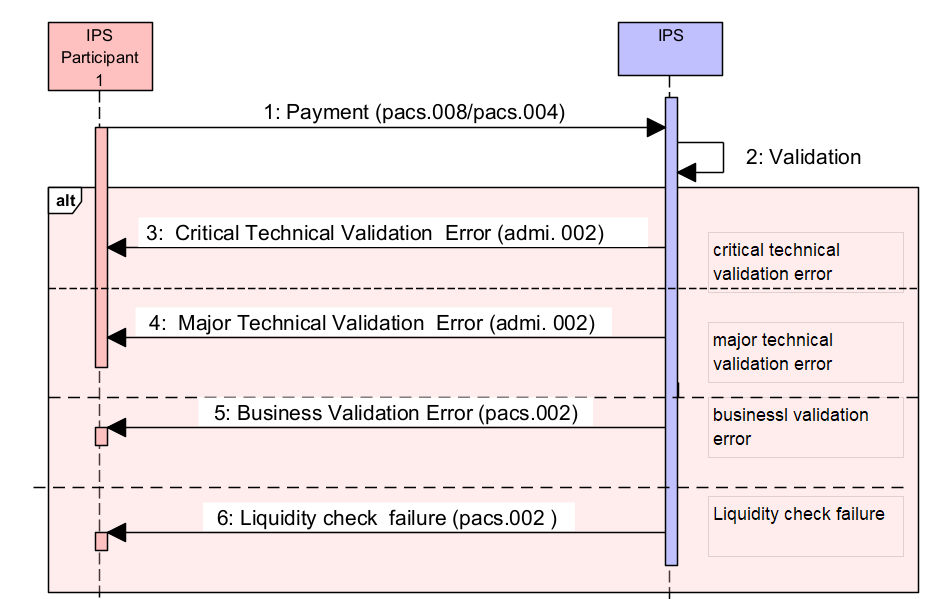 IPS
Participant
1
IPS
1: Payment (pacs.008/pacs.004)
2: Validation
alt
3:  Critical Technical Validation  Error (admi. 002)
critical technical
validation error
4:  Major Technical Validation  Error (admi. 002)
major technical
validation error
5: Business Validation Error (pacs.002)
businessl validation
error
6: Liquidity check  failure (pacs.002 )
Liquidity check failure